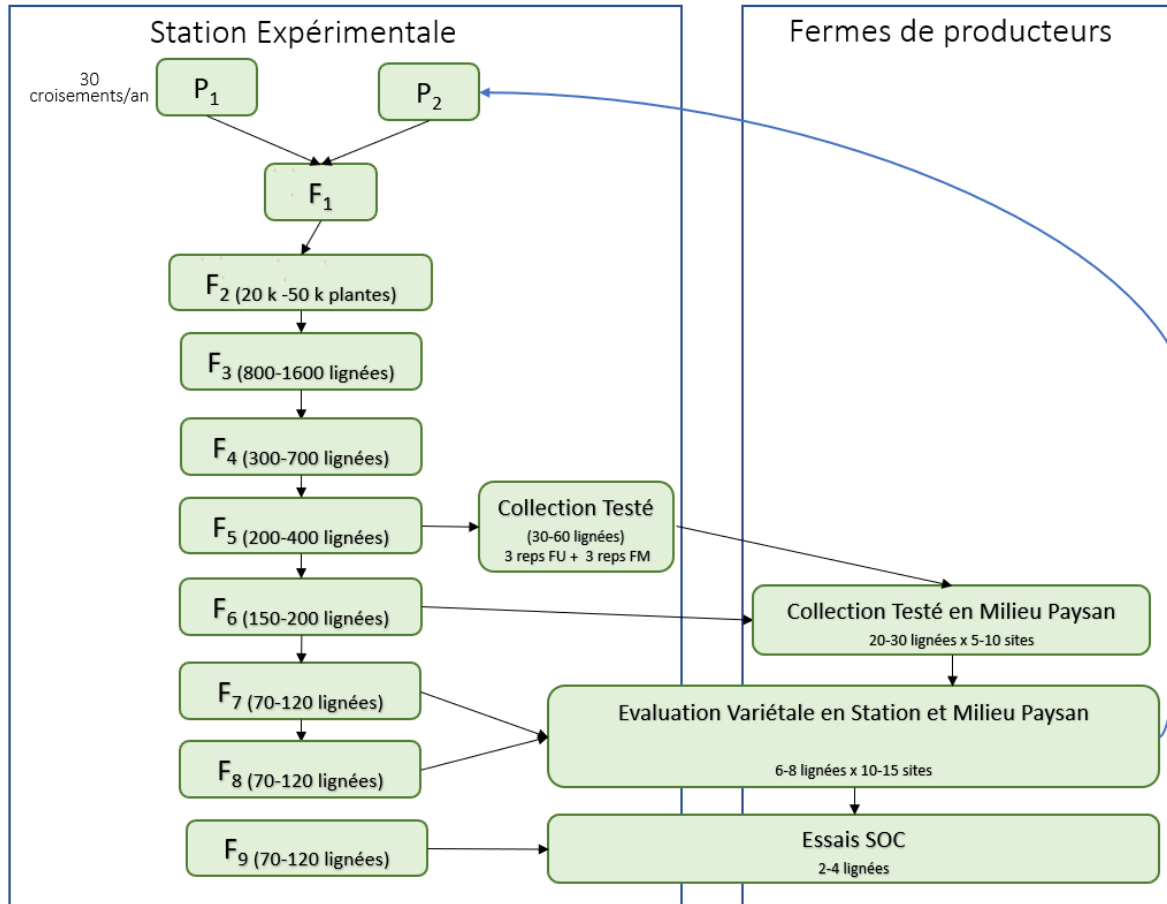 Station Expérimentale
Fermes de producteurs
30
croisements/an
P1
P2
F1
F2 (20 k -50 k plantes)
F3 (800-1600 lignées)
F4 (300-700 lignées)
F5 (200-400 lignées)
Collection Testé
(30-60 lignées)
3 reps FU + 3 reps FM
F6 (150-200 lignées)
Collection Testé en Milieu Paysan
20-30 lignées x 5-10 sites
F7 (70-120 lignées)
Evaluation Variétale en Station et Milieu Paysan
6-8 lignées x 10-15 sites
F8 (70-120 lignées)
F9 (70-120 lignées)
Essais SOC
2-4 lignées